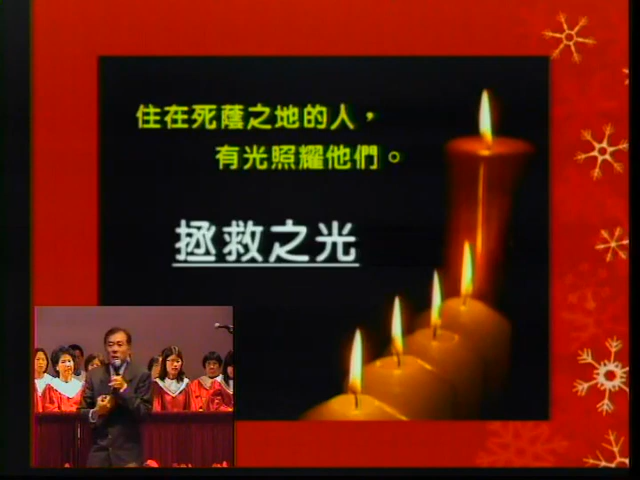 住在死蔭之地的人，
有光照耀他們。
拯救之光